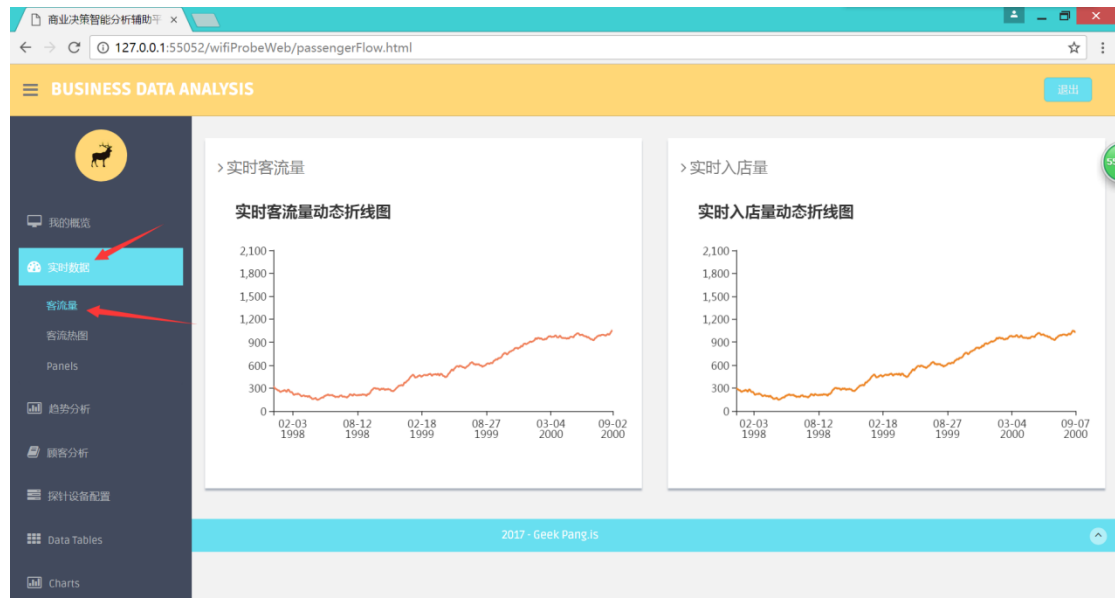 商业决策智能分析辅助平
127.0.0.1:55052/wifiProbeWeb/passengerFlow.html
BUSINESS DATA ANALYSIS
退出
我的概览
实时数据
客流量
客流热图
Panels
趋势分析
顾客分析
探针设备配置
Data Tables
Charts
实时客流量
实时客流量动态折线图
2,100
1,800
1,500
1,200
900
600
300
0
02-03 08-12 02-18 08-27 03-04 09-02
1998 1998 1999 1999 2000 2000
实时入店量
实时入店量动态折线图
2,100
1,800
1,500
1,200
900
600
300
0
02-03 08-12 02-18 08-27 03-04 09-07
1998 1998 1999 1999 2000 2000
2017 - Geek Pang.is